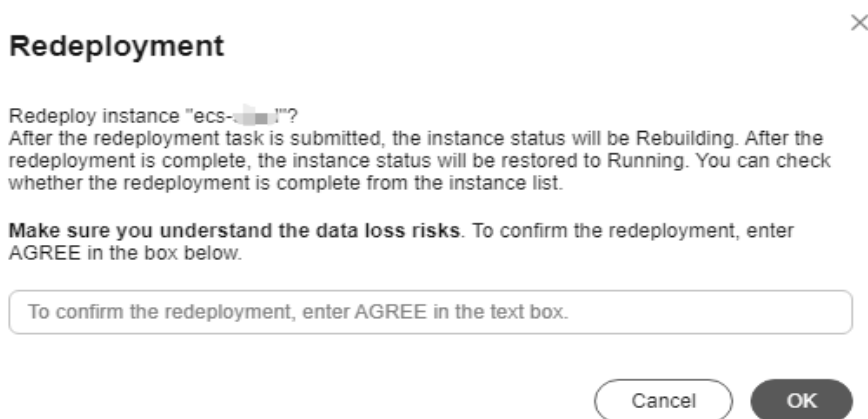 Redeployment
Redeploy instance "ecs-"?
After the redeployment task is submitted, the instance status will be Rebuilding. After the
redeployment is complete, the instance status will be restored to Running. You can check
whether the redeployment is complete from the instance list.
Make sure you understand the data loss risks. To confirm the redeployment, enter
AGREE in the box below.
To confirm the redeployment, enter AGREE in the text box.
Cancel
OK